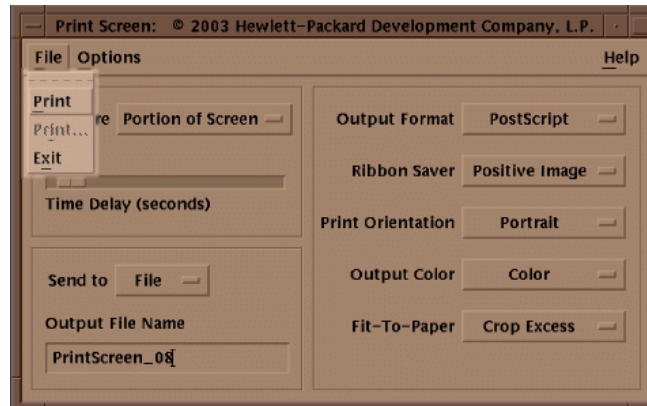 Print Screen: © 2003 Hewlett-Packard Development Company, L.P.
File Options Help
Print
Print...
Exit
re Portion of Screen
Time Delay (seconds)
Send to File
Output File Name
PrintScreen_08
Output Format PostScript
Ribbon Saver Positive Image
Print Orientation Portrait
Output Color Color
Fit-To-Paper Crop Excess